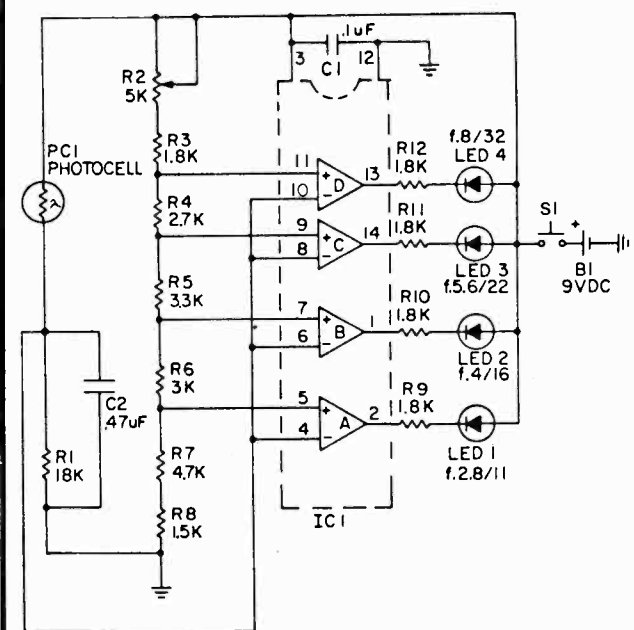 .1uF
3
12
C1
R2
5K
PC1
PHOTOCELL
R3
1.8K
R4
2.7K
R5
3.3K
R6
3K
R7
4.7K
R8
1.5K
R1
18K
C2
.47uF
11
+
10
-
D
13
R12
1.8K
f.8/32
LED 4
9
+
8
-
C
14
R11
1.8K
LED 3
f.5.6/22
7
+
6
-
B
1
R10
1.8K
LED 2
f.4/16
5
+
4
-
A
2
R9
1.8K
LED 1
f.2.8/11
IC1
S1
+
B1
9VDC
λ